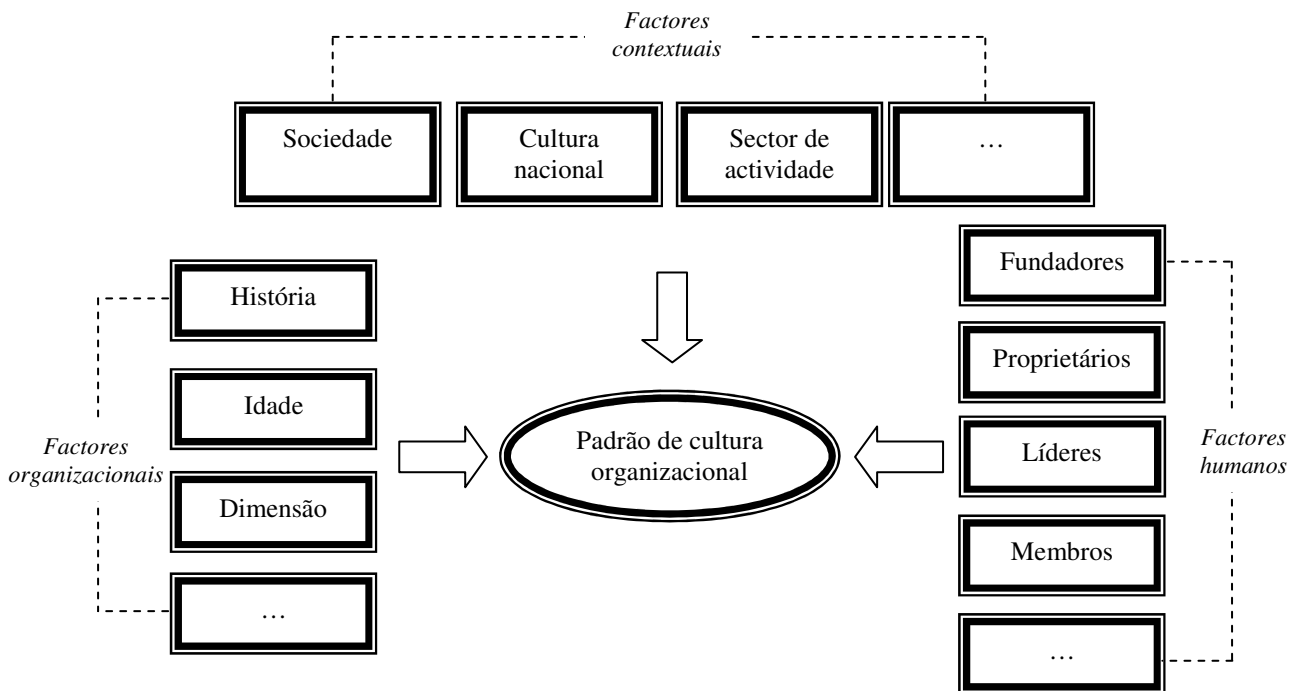 Factores
contextuais
Sociedade
Cultura
nacional
Sector de
actividade
…
Fundadores
História
Proprietários
Idade
Padrão de cultura
organizacional
Líderes
Factores
organizacionais
Factores
humanos
Dimensão
Membros
…
…